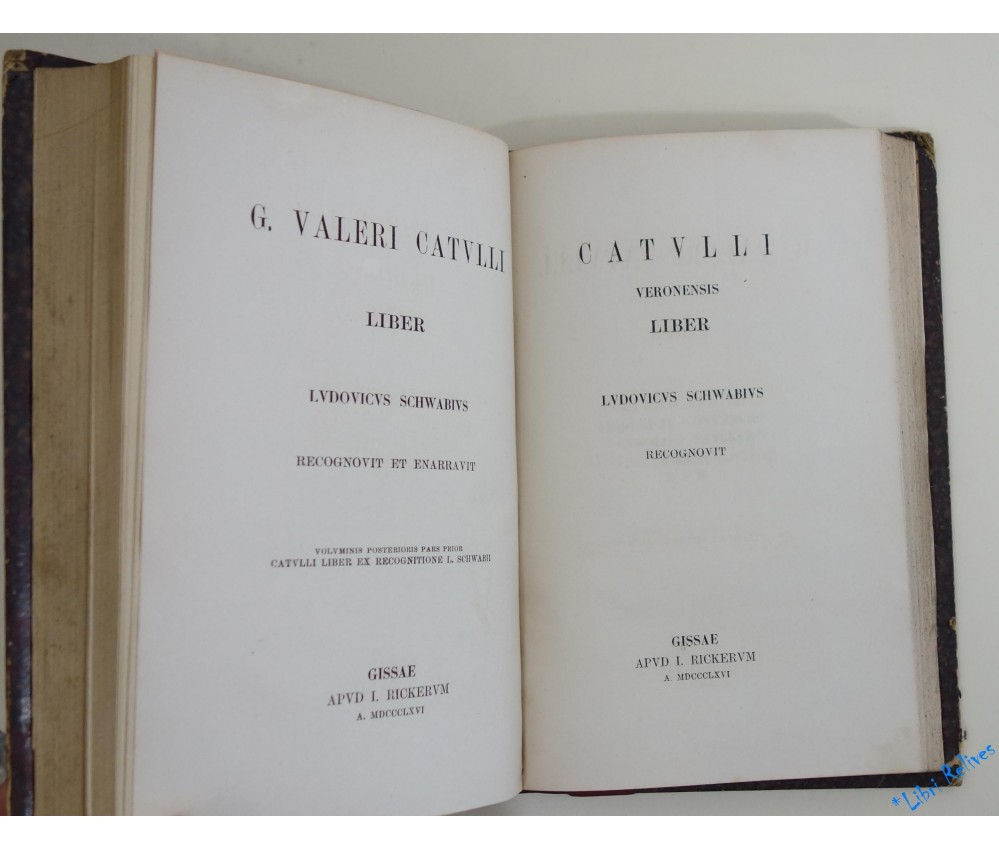 G. VALERI CATVLLI
LIBER
LVDOVICVS SCHWABIVS
RECOGNOVIT ET ENARRAVIT
VOLVMINIS POSTERIORIS PARS PRIOR
CATVLLI LIBER EX RECOGNITIONE L. SCHWABII
GISSAE
APVD I. RICKERVM
A. MDCCCLXVI
CATVLLI
VERONENSIS
LIBER
LVDOVICVS SCHWABIVS
RECOGNOVIT
GISSAE
APVD I. RICKERVM
A. MDCCCLXVI
*Libri Relives